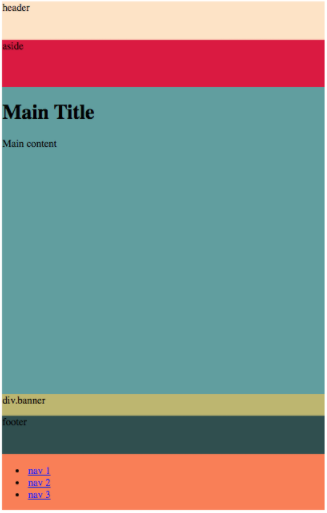 header
aside
Main Title
Main content
div.banner
footer
nav 1
nav 2
nav 3